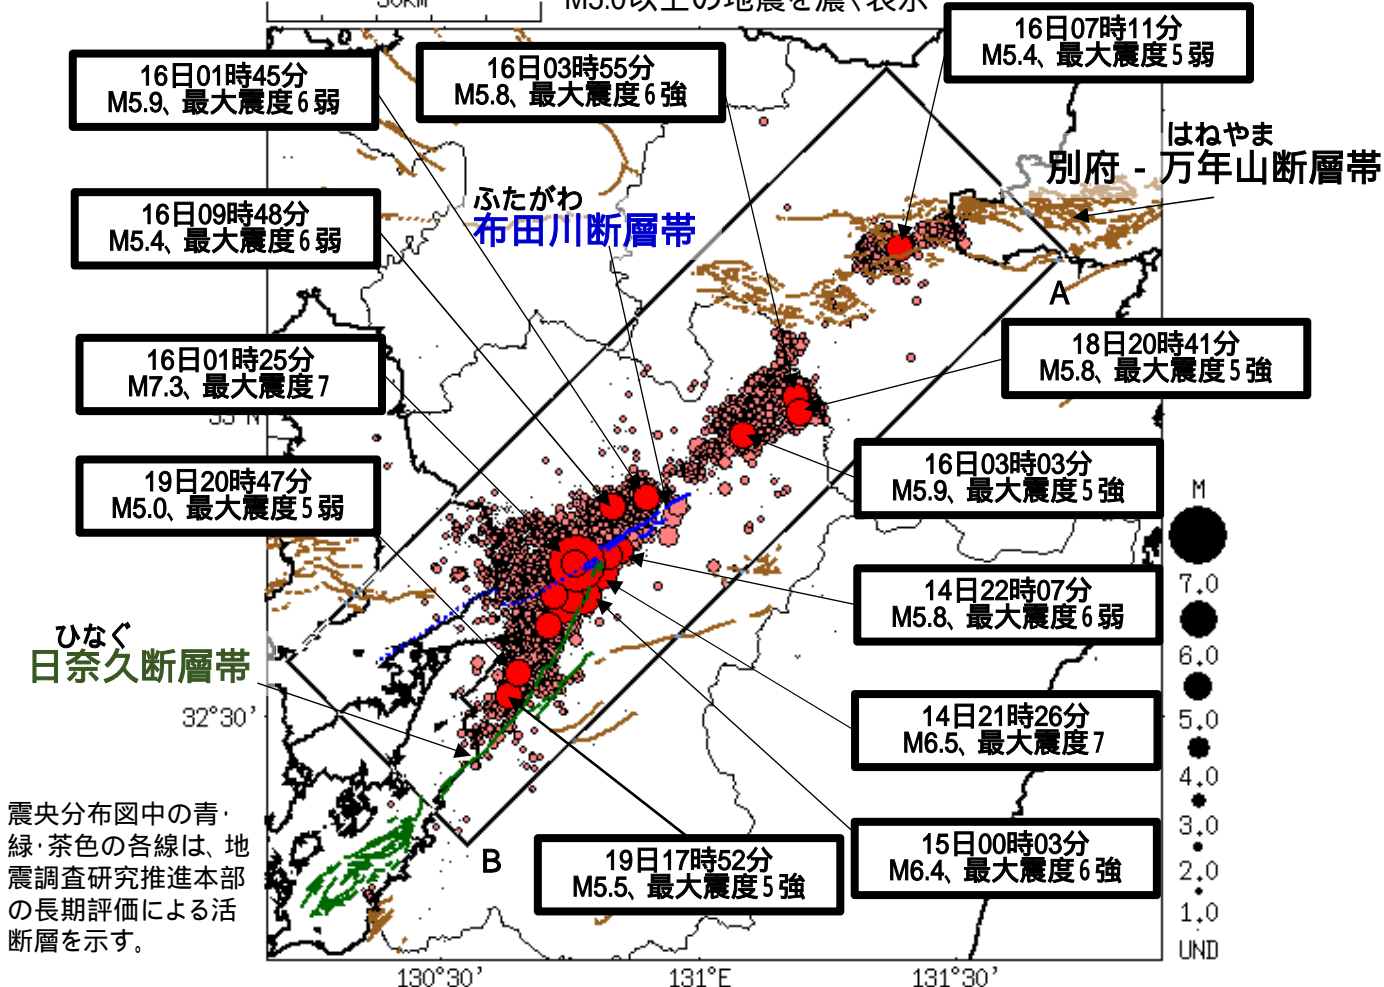 30km
M5.0以上の地震を濃く表示
16日07時11分
M5.4、最大震度5弱
16日01時45分
M5.9、最大震度6弱
16日03時55分
M5.8、最大震度6強
はねやま
別府－万年山断層帯
16日09時48分
M5.4、最大震度6弱
ふたがわ
布田川断層帯
A
16日01時25分
M7.3、最大震度7
18日20時41分
M5.8、最大震度5強
33°N
19日20時47分
M5.0、最大震度5弱
16日03時03分
M5.9、最大震度5強
14日22時07分
M5.8、最大震度6弱
ひなぐ
日奈久断層帯
32°30'
14日21時26分
M6.5、最大震度7
15日00時03分
M6.4、最大震度6強
B
19日17時52分
M5.5、最大震度5強
震央分布図中の青・
緑・茶色の各線は、地
震調査研究推進本部
の長期評価による活
断層を示す。
M
7.0
6.0
5.0
4.0
3.0
2.0
1.0
UND
130°30'
131°E
131°30'